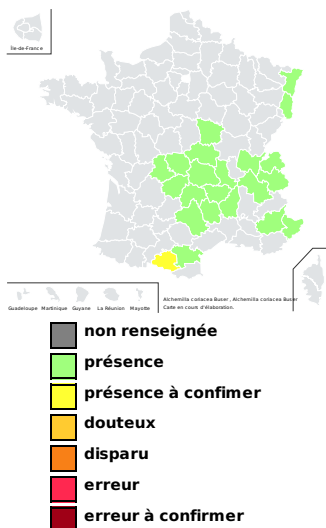 Île-de-France
Guadeloupe Martinique Guyane La Réunion Mayotte
Alchemilla coriacea Buser , Alchemilla coriacea Buser
Carte en cours d'élaboration.
non renseignée
présence
présence à confimer
douteux
disparu
erreur
erreur à confirmer